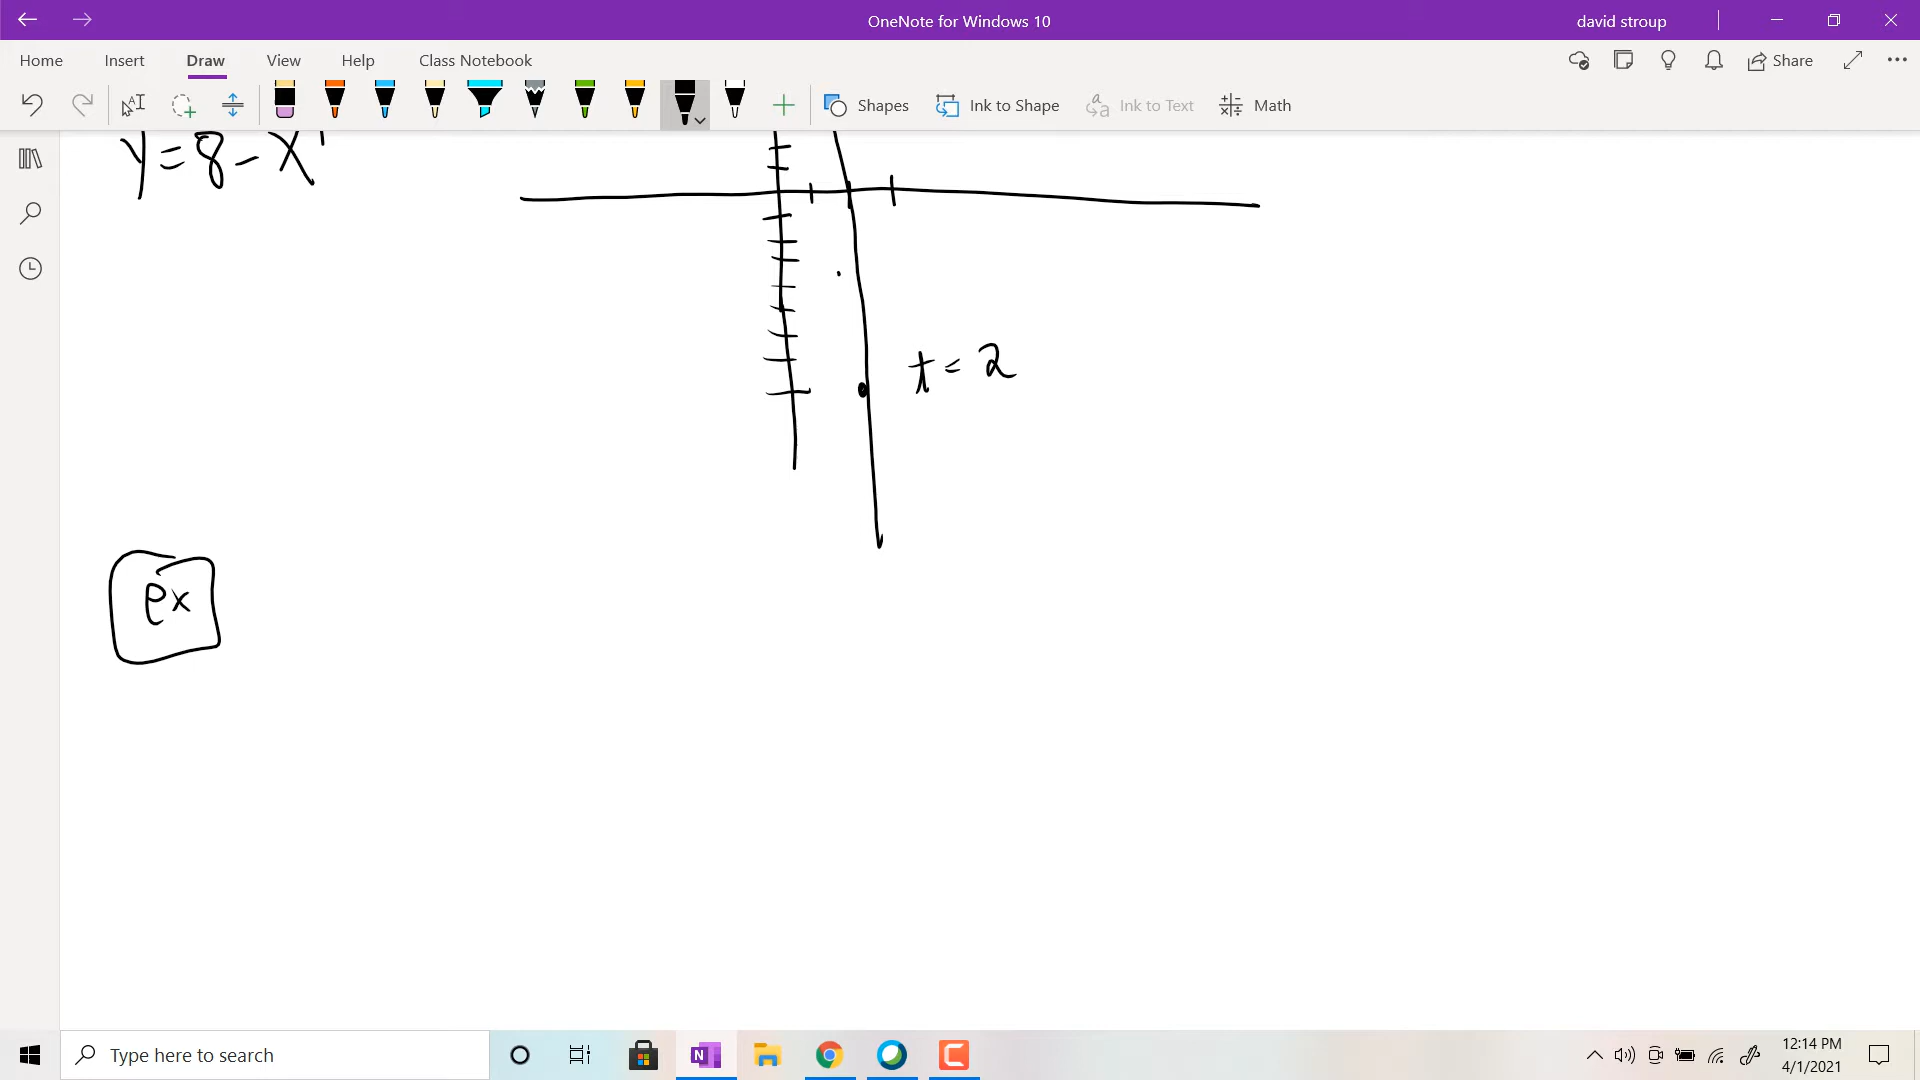 OneNote for Windows 10
david stroup
Home Insert Draw View Help Class Notebook
Share
Shapes Ink to Shape Ink to Text Math
y = 8 - x
t = 2
ex
Type here to search
12:14 PM
4/1/2021